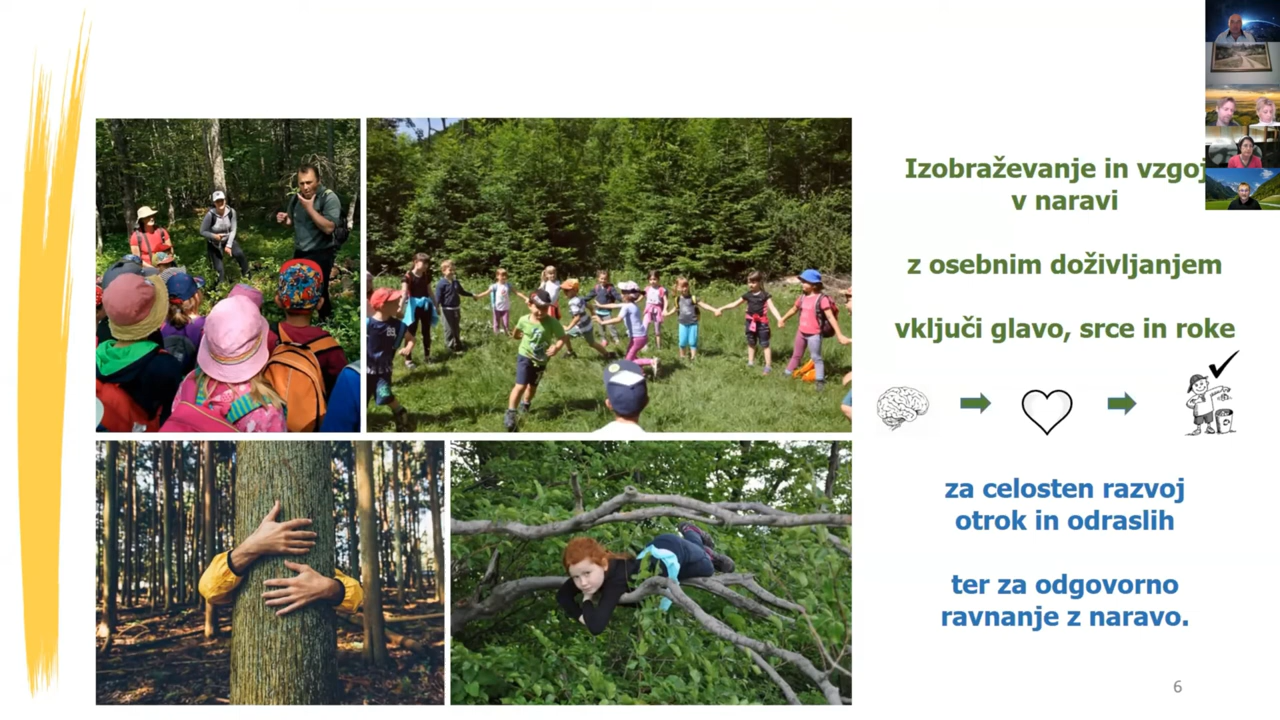 Izobraževanje in vzgoj
v naravi
z osebnim doživljanjem
vključi glavo, srce in roke
za celosten razvoj
otrok in odraslih
ter za odgovorno
ravnanje z naravo.
6